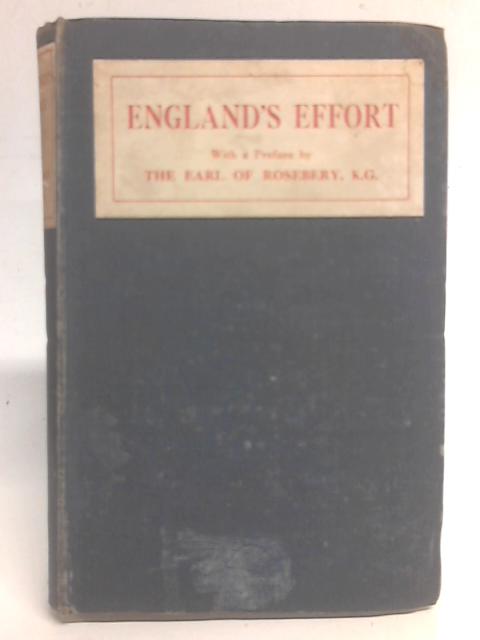 ENGLAND'S EFFORT
With a Preface by
THE EARL OF ROSEBERY, K.G.